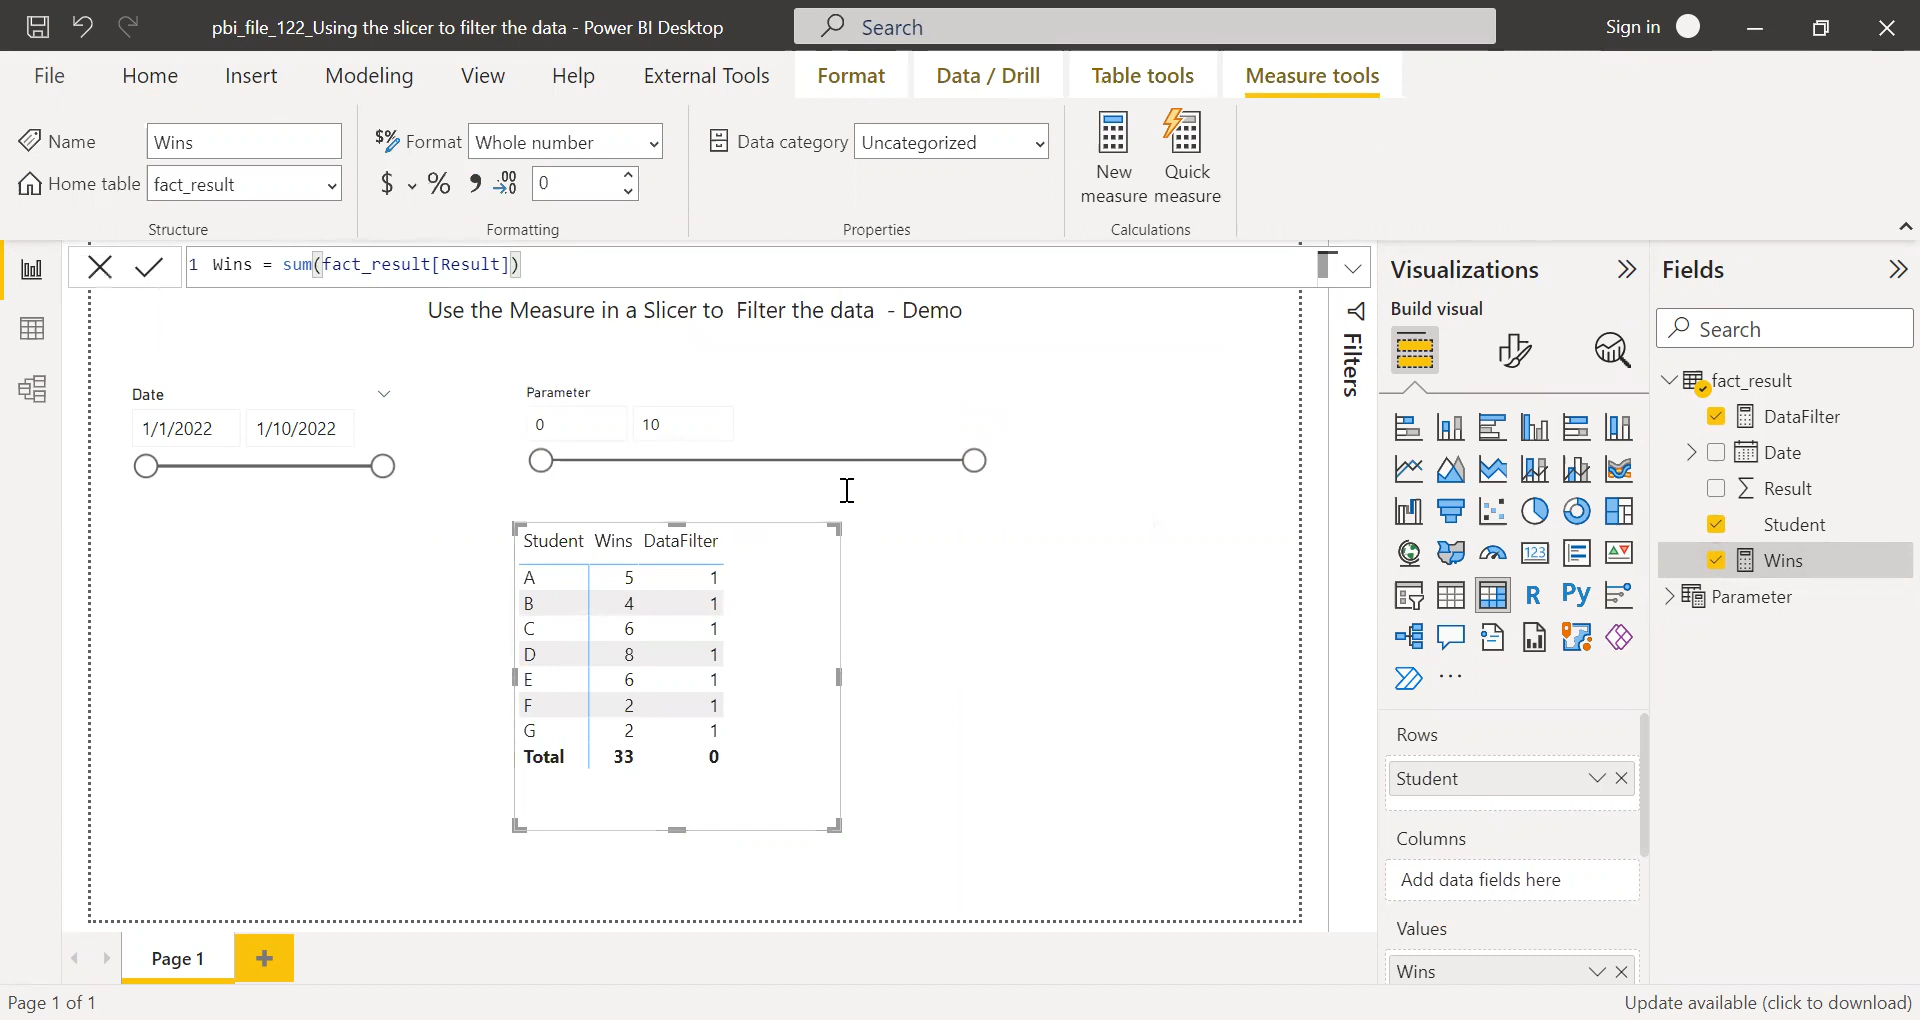 pbi_file_122_Using the slicer to filter the data - Power BI Desktop
Search
Sign in
File
Home
Insert
Modeling
View
Help
External Tools
Format
Data / Drill
Table tools
Measure tools
Name
Wins
Home table
fact_result
Structure
$% Format
Whole number
$ % 9 .00 →.0
0
Formatting
Data category
Uncategorized
Properties
New measure
Quick measure
Calculations
1 Wins = sum(fact_result[Result])
Use the Measure in a Slicer to Filter the data - Demo
Date
1/1/2022
1/10/2022
Parameter
0
10
Student Wins DataFilter
A 5 1
B 4 1
C 6 1
D 8 1
E 6 1
F 2 1
G 2 1
Total 33 0
Filters
Visualizations
Build visual
123
R
Py
...
Rows
Student
Columns
Add data fields here
Values
Wins
Fields
Search
fact_result
DataFilter
Date
Σ Result
Student
Wins
Parameter
Page 1
Page 1 of 1
Update available (click to download)